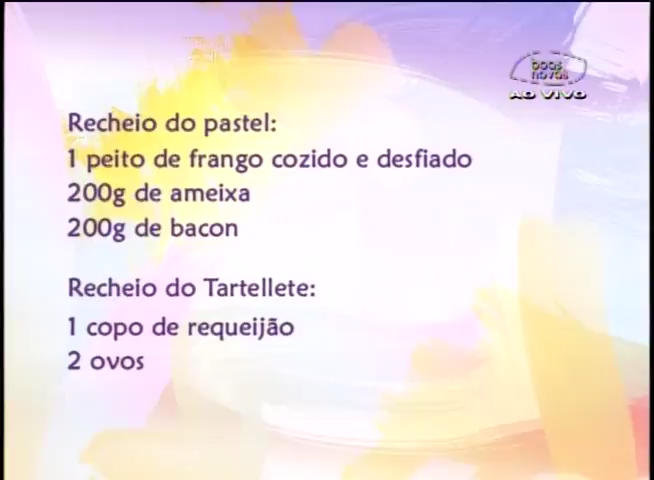 boas
novas
AO VIVO
Recheio do pastel:
1 peito de frango cozido e desfiado
200g de ameixa
200g de bacon
Recheio do Tartellete:
1 copo de requeijão
2 ovos